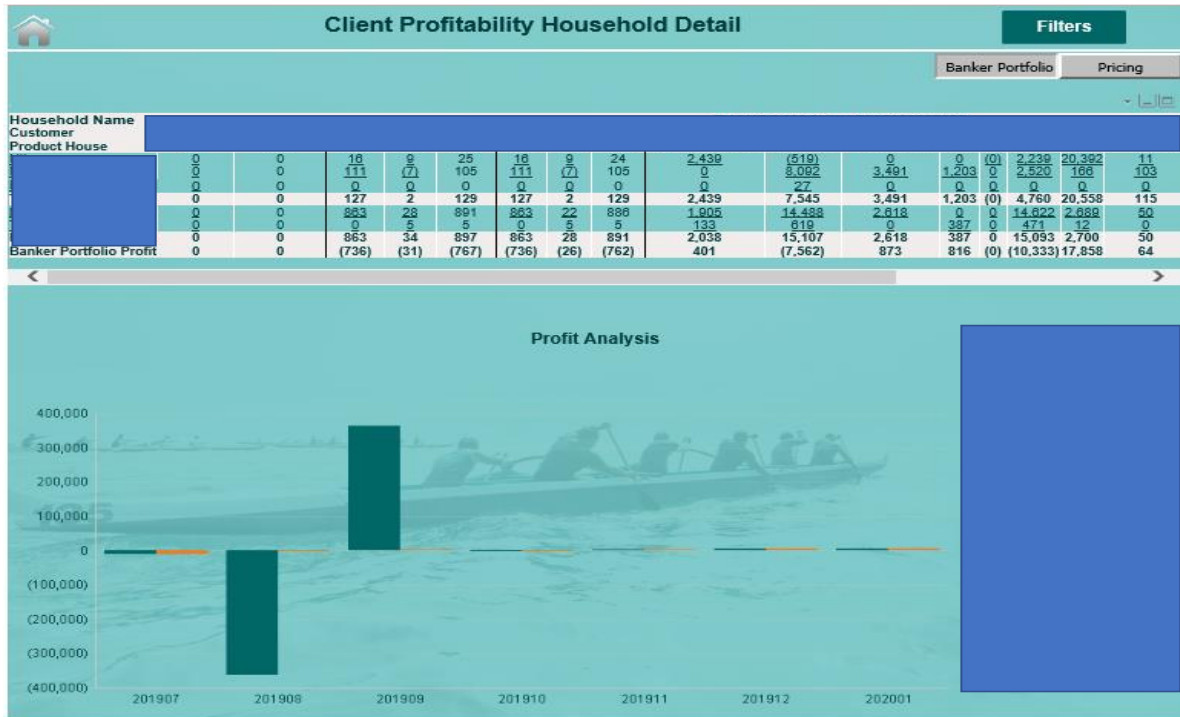 Client Profitability Household Detail
Filters
Banker Portfolio Pricing
Household Name
Customer
Product House
0 0 16 9 25 16 9 24 2,439 (519) 0 0 (0) 2,239 20,392 11
0 0 111 (7) 105 111 (7) 105 0 8,092 3,491 1,203 0 2,520 166 103
0 0 0 0 0 0 0 0 0 27 0 0 0 0 0 0
0 0 127 2 129 127 2 129 2,439 7,545 3,491 1,203 (0) 4,760 20,558 115
0 0 863 28 891 863 22 886 1,905 14,488 2,618 0 0 14,622 2,689 50
0 0 0 5 5 0 5 5 133 619 0 387 0 471 12 0
0 0 863 34 897 863 28 891 2,038 15,107 2,618 387 0 15,093 2,700 50
Banker Portfolio Profit 0 0 (736) (31) (767) (736) (26) (762) 401 (7,562) 873 816 (0) (10,333) 17,858 64
Profit Analysis
400,000
300,000
200,000
100,000
0
(100,000)
(200,000)
(300,000)
(400,000)
201907 201908 201909 201910 201911 201912 202001